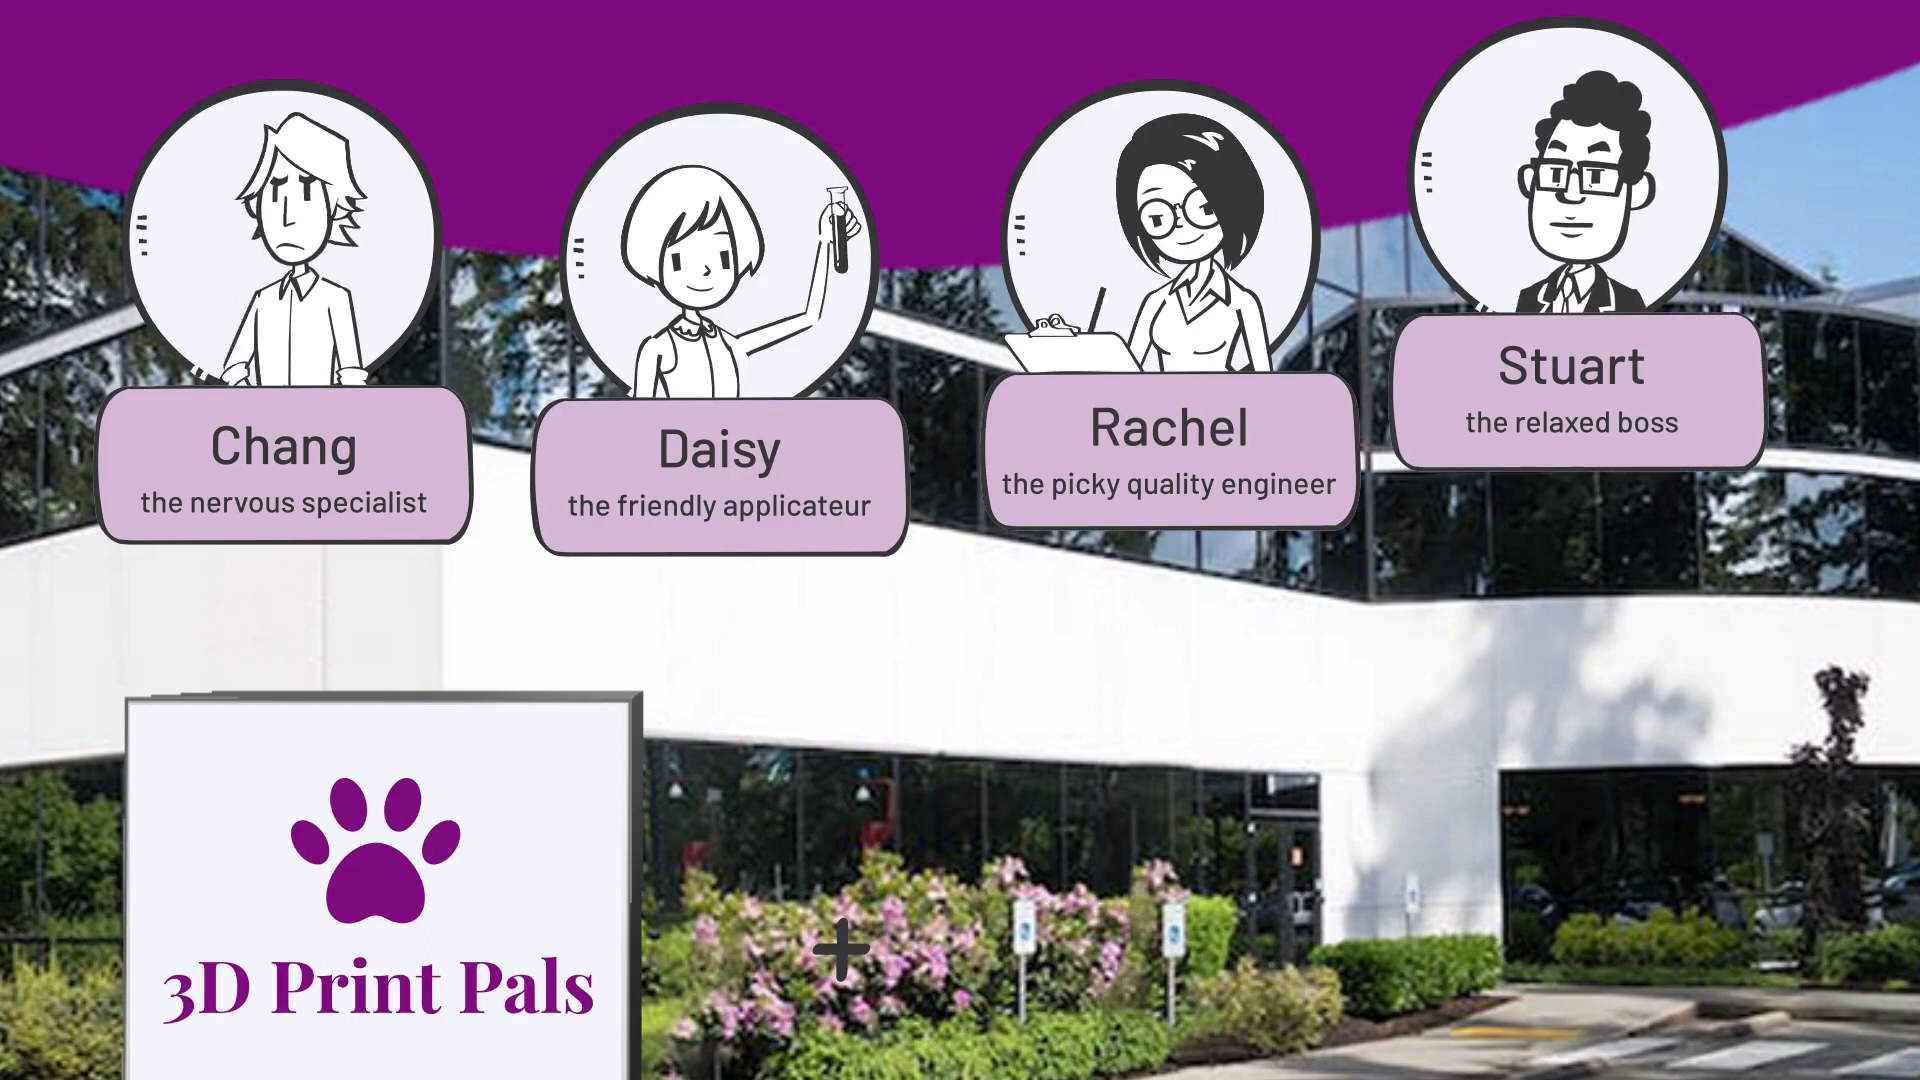 Chang
the nervous specialist
Daisy
the friendly applicateur
Rachel
the picky quality engineer
Stuart
the relaxed boss
3D Print Pals